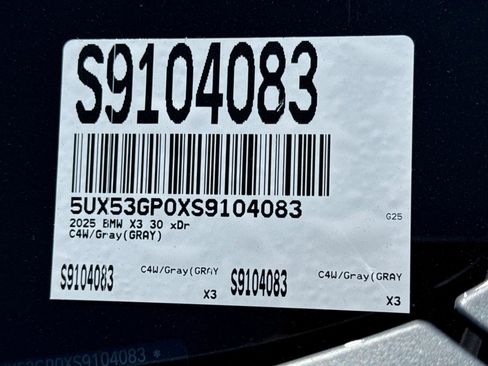 S9104083
5UX53GP0XS9104083
G25
2025 BMW X3 30 xDr
C4W/Gray(GRAY)
S9104083 C4W/Gray(GRAY S9104083 C4W/Gray(GRAY
X3 X3
S9104083 *